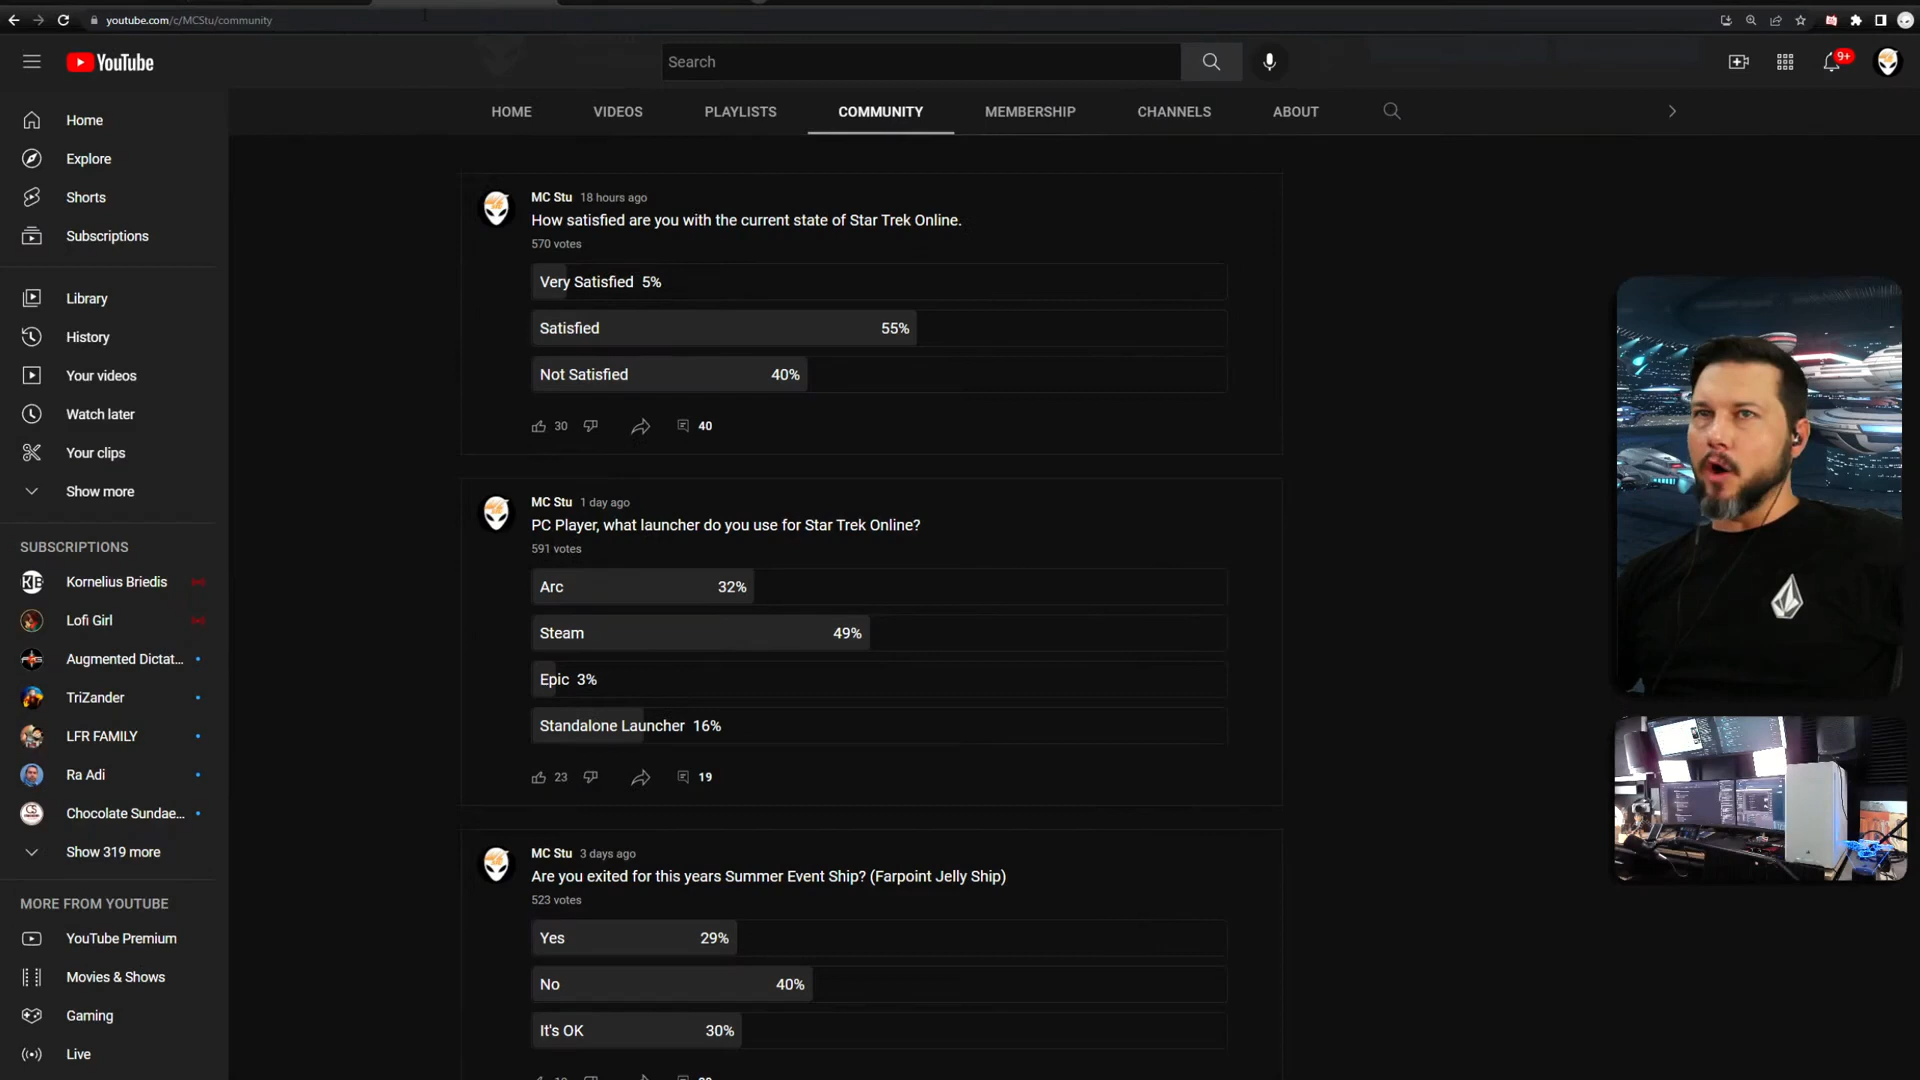 youtube.com/c/MCStu/community
YouTube
Search
9+
HOME VIDEOS PLAYLISTS COMMUNITY MEMBERSHIP CHANNELS ABOUT
Home
Explore
Shorts
Subscriptions
Library
History
Your videos
Watch later
Your clips
Show more
SUBSCRIPTIONS
Kornelius Briedis
Lofi Girl
Augmented Dictat...
TriZander
LFR FAMILY
Ra Adi
Chocolate Sundae...
Show 319 more
MORE FROM YOUTUBE
YouTube Premium
Movies & Shows
Gaming
Live
MC Stu 18 hours ago
How satisfied are you with the current state of Star Trek Online.
570 votes
Very Satisfied 5%
Satisfied 55%
Not Satisfied 40%
30 40
MC Stu 1 day ago
PC Player, what launcher do you use for Star Trek Online?
591 votes
Arc 32%
Steam 49%
Epic 3%
Standalone Launcher 16%
23 19
MC Stu 3 days ago
Are you exited for this years Summer Event Ship? (Farpoint Jelly Ship)
523 votes
Yes 29%
No 40%
It's OK 30%